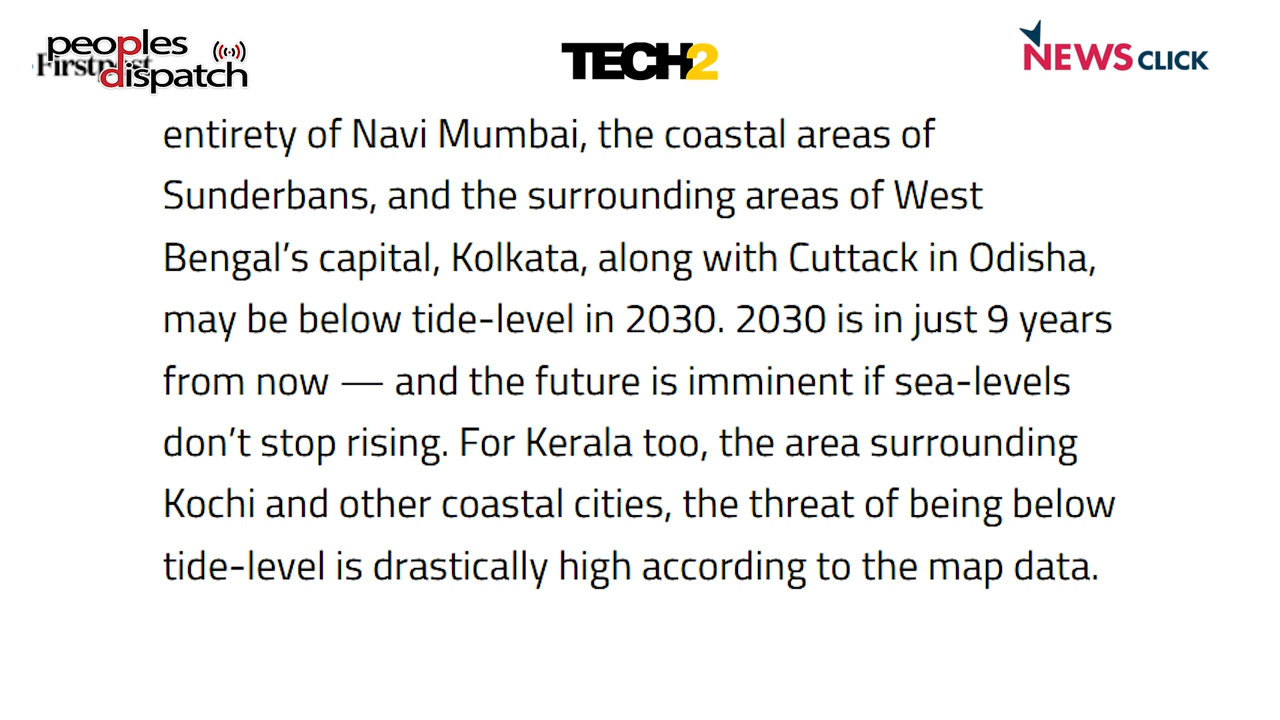 peoples
Firstpost
dispatch
TECH2
NEWS CLICK
entirety of Navi Mumbai, the coastal areas of
Sunderbans, and the surrounding areas of West
Bengal’s capital, Kolkata, along with Cuttack in Odisha,
may be below tide-level in 2030. 2030 is in just 9 years
from now — and the future is imminent if sea-levels
don’t stop rising. For Kerala too, the area surrounding
Kochi and other coastal cities, the threat of being below
tide-level is drastically high according to the map data.